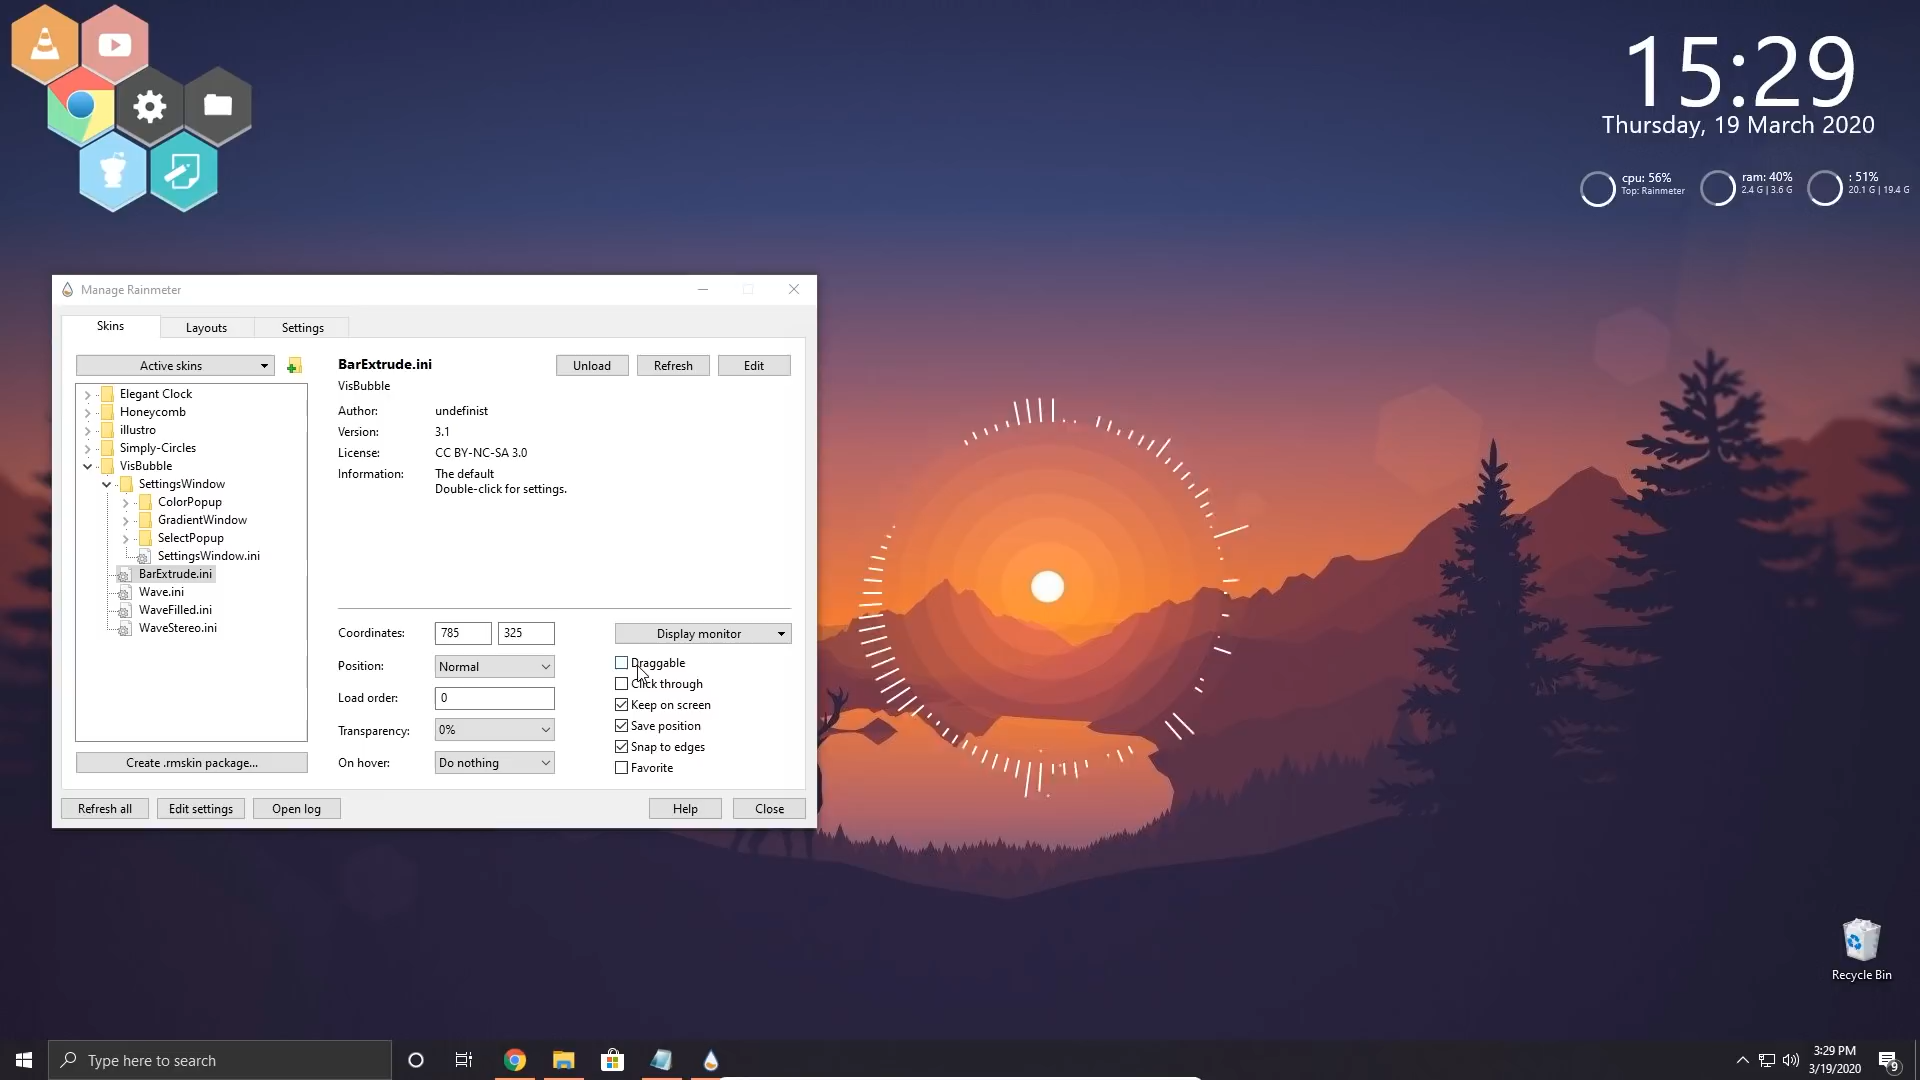 15:29
Thursday, 19 March 2020
cpu: 56%
Top: Rainmeter
ram: 40%
2.4 G | 3.6 G
: 51%
20.1 G | 19.4 G
Manage Rainmeter
Skins
Layouts
Settings
Active skins
Elegant Clock
Honeycomb
illustro
Simply-Circles
VisBubble
SettingsWindow
ColorPopup
GradientWindow
SelectPopup
SettingsWindow.ini
BarExtrude.ini
Wave.ini
WaveFilled.ini
WaveStereo.ini
Create .rmskin package...
BarExtrude.ini
Unload
Refresh
Edit
VisBubble
Author: undefinist
Version: 3.1
License: CC BY-NC-SA 3.0
Information: The default
Double-click for settings.
Coordinates: 785 325
Position: Normal
Load order: 0
Transparency: 0%
On hover: Do nothing
Display monitor
Draggable
Click through
Keep on screen
Save position
Snap to edges
Favorite
Refresh all
Edit settings
Open log
Help
Close
Recycle Bin
Type here to search
3:29 PM
3/19/2020
9